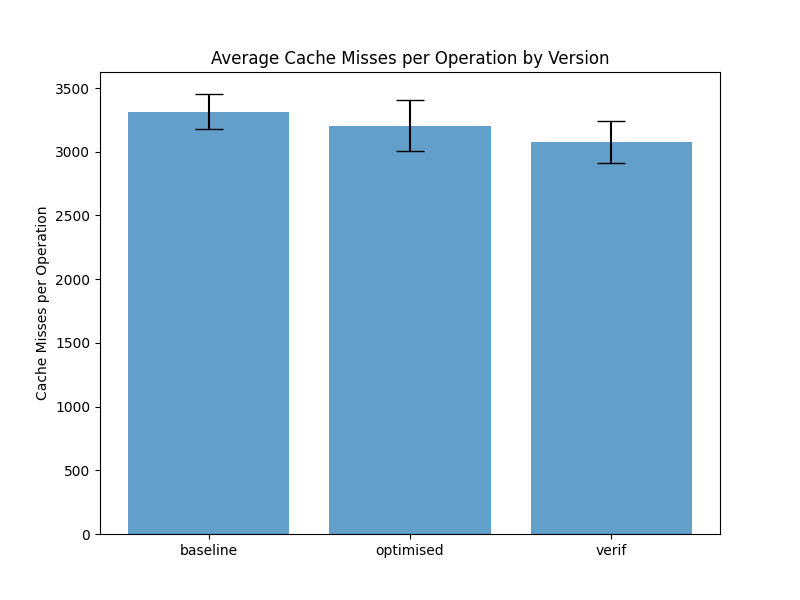 Average Cache Misses per Operation by Version
3500
3000
2500
2000
1500
1000
500
0
Cache Misses per Operation
baseline optimised verif